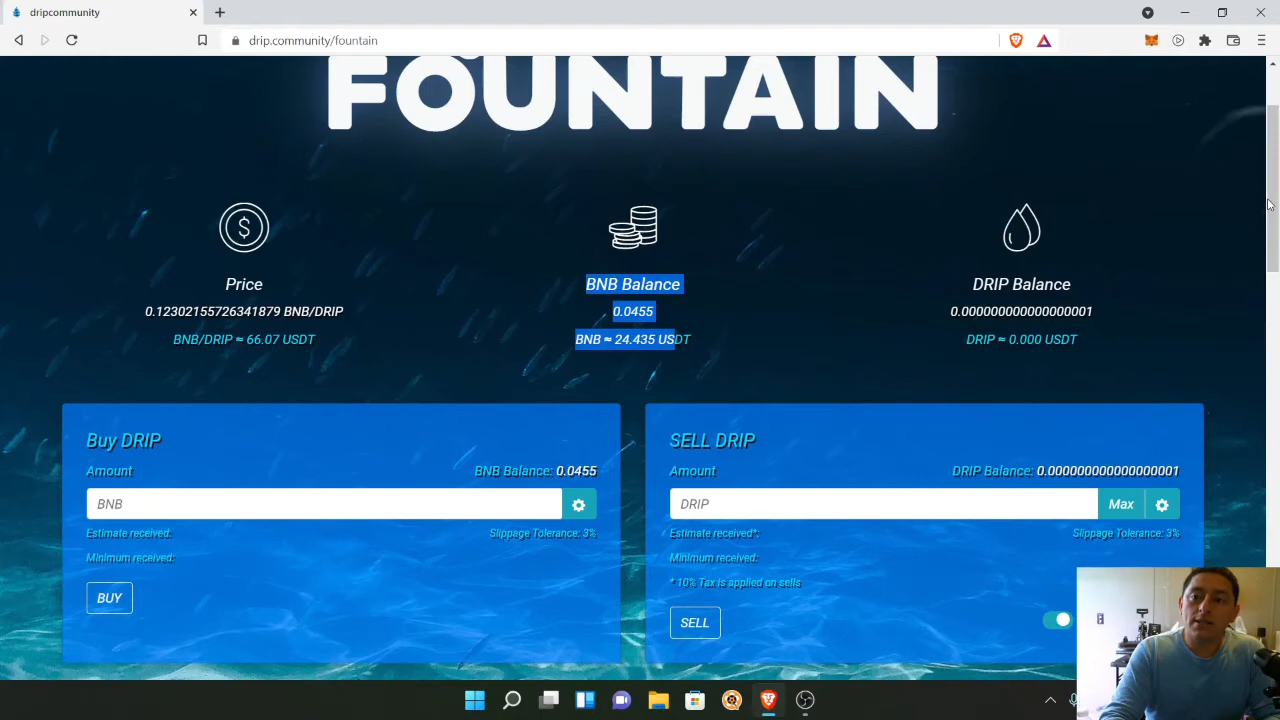 dripcommunity
drip.community/fountain
FOUNTAIN
Price
0.12302155726341879 BNB/DRIP
BNB/DRIP ≈ 66.07 USDT
BNB Balance
0.0455
BNB ≈ 24.435 USDT
DRIP Balance
0.000000000000000001
DRIP ≈ 0.000 USDT
Buy DRIP
Amount
BNB Balance: 0.0455
BNB
Estimate received:
Slippage Tolerance: 3%
Minimum received:
BUY
SELL DRIP
Amount
DRIP Balance: 0.000000000000000001
DRIP
Max
Estimate received*:
Slippage Tolerance: 3%
Minimum received:
* 10% Tax is applied on sells
SELL